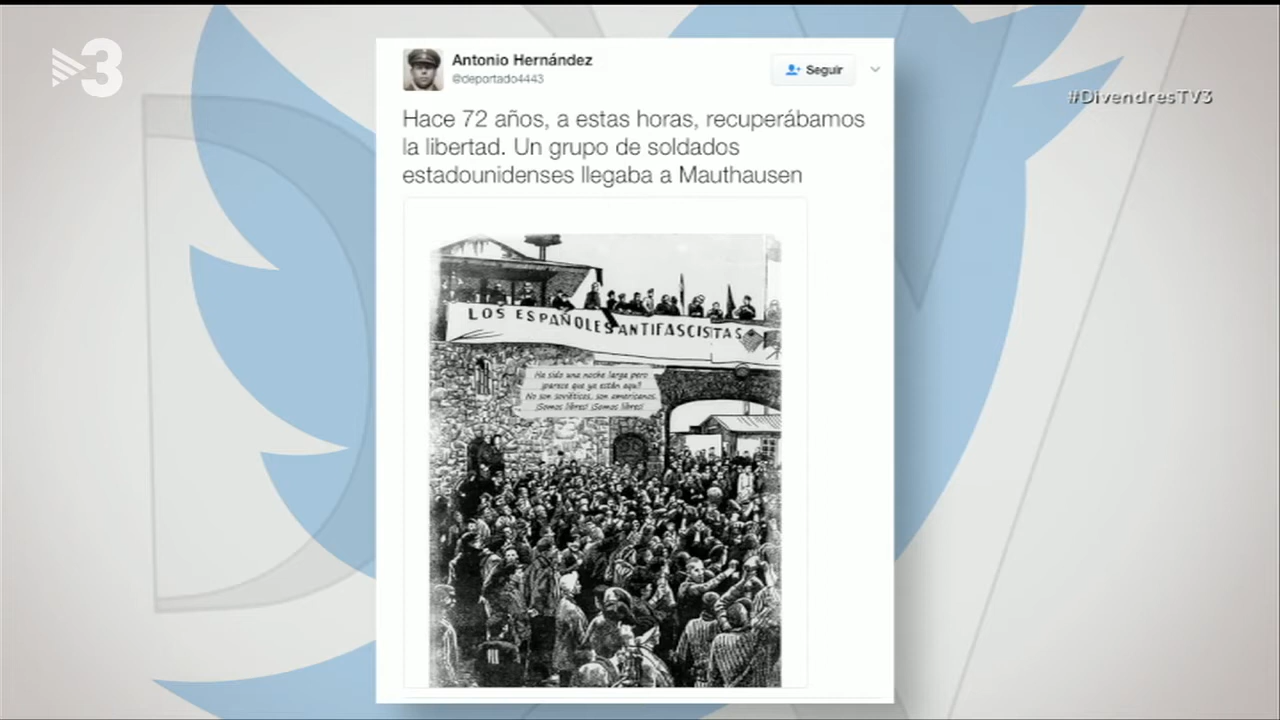 3
Antonio Hernández
@deportado4443
Seguir
#DivendresTV3
Hace 72 años, a estas horas, recuperábamos
la libertad. Un grupo de soldados
estadounidenses llegaba a Mauthausen
LOS ESPAÑOLES ANTIFASCISTAS
Ha sido una noche larga pero
¡parece que ya están aquí!
No son soviéticos, son americanos.
¡Somos libres! ¡Somos libres!